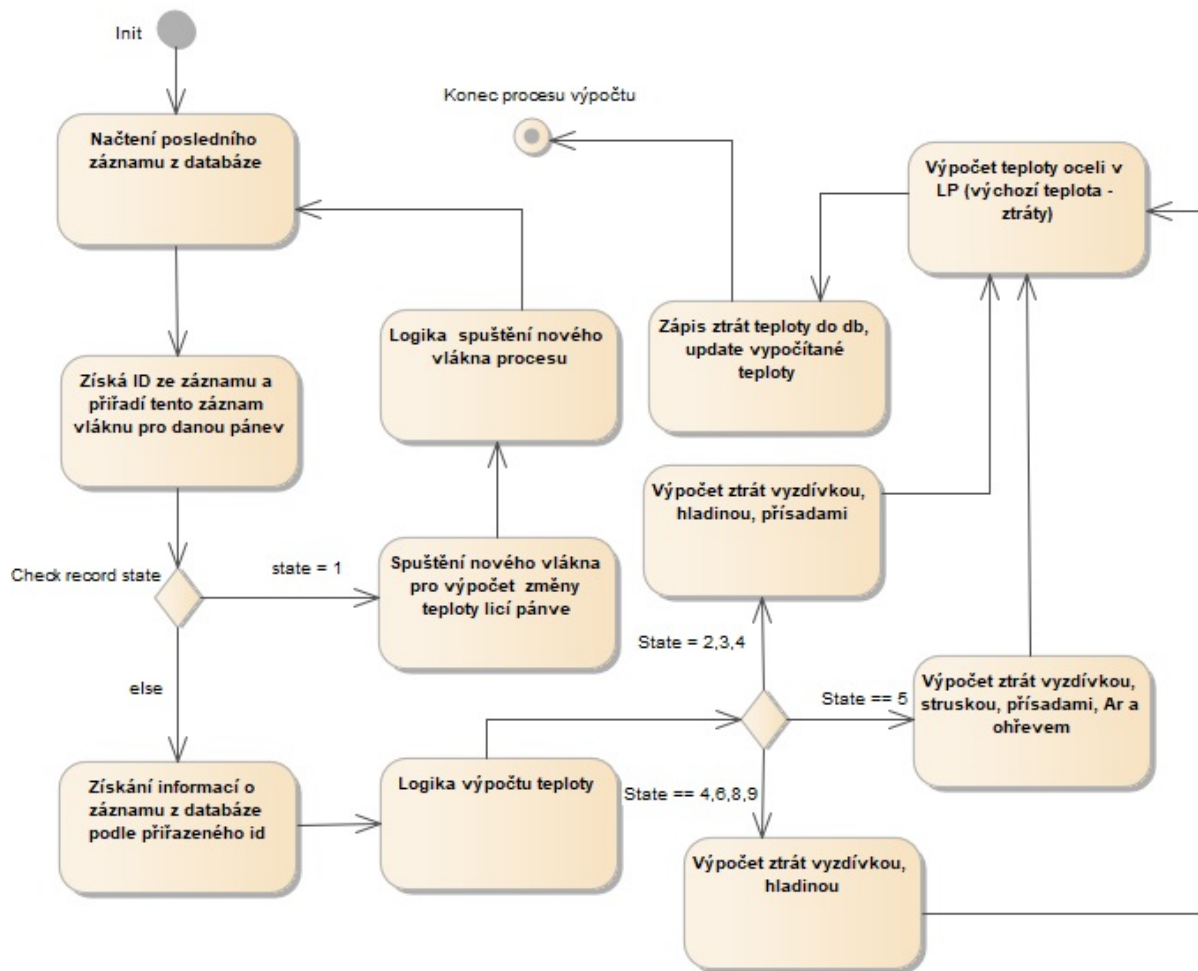 Init
Konec procesu výpočtu
Načtení posledního
záznamu z databáze
Výpočet teploty oceli v
LP (výchozí teplota -
ztráty)
Logika spuštění nového
vlákna procesu
Zápis ztrát teploty do db,
update vypočítané
teploty
Získá ID ze záznamu a
přiřadí tento záznam
vláknu pro danou pánev
Výpočet ztrát vyzdívkou,
hladinou, přísadami
Check record state
state = 1
Spuštění nového vlákna
pro výpočet změny
teploty licí pánve
State = 2,3,4
else
State == 5
Výpočet ztrát vyzdívkou,
struskou, přísadami, Ar a
ohřevem
Získání informací o
záznamu z databáze
podle přiřazeného id
Logika výpočtu teploty
State == 4,6,8,9
Výpočet ztrát vyzdívkou,
hladinou